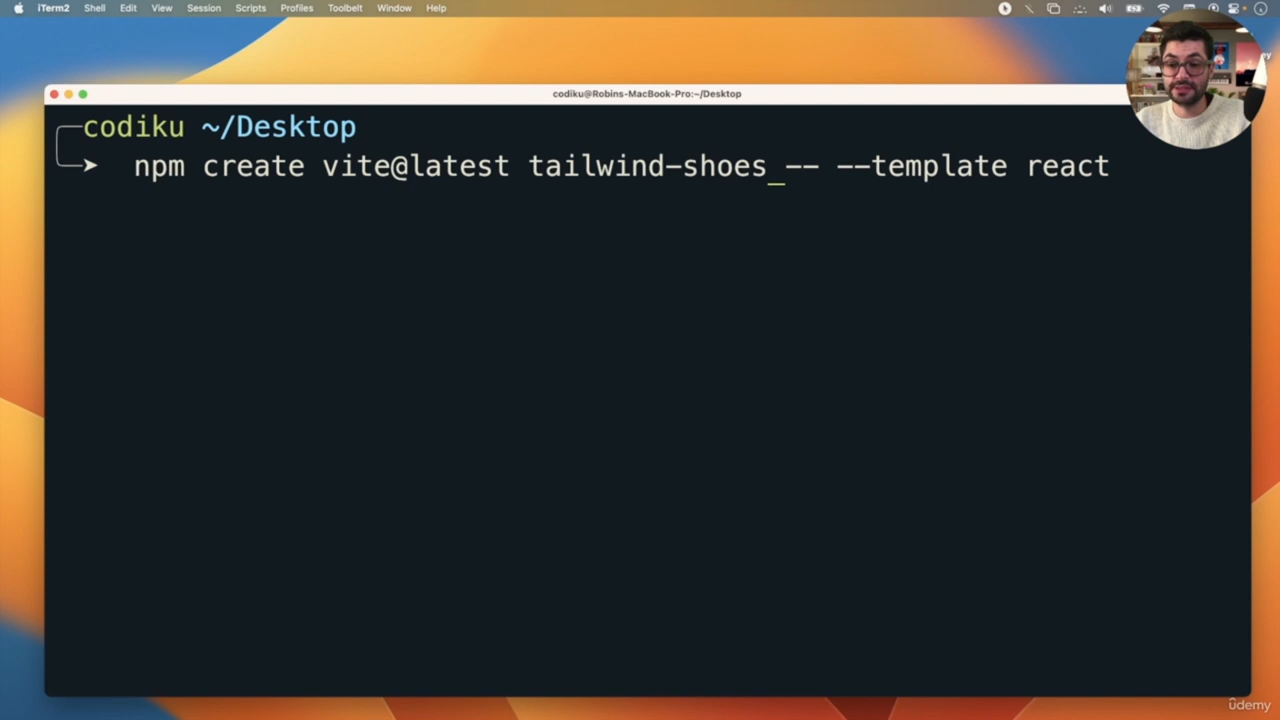 iTerm2 Shell Edit View Session Scripts Profiles Toolbelt Window Help
codiku@Robins-MacBook-Pro:~/Desktop
codiku ~/Desktop
npm create vite@latest tailwind-shoes_-- --template react
udemy